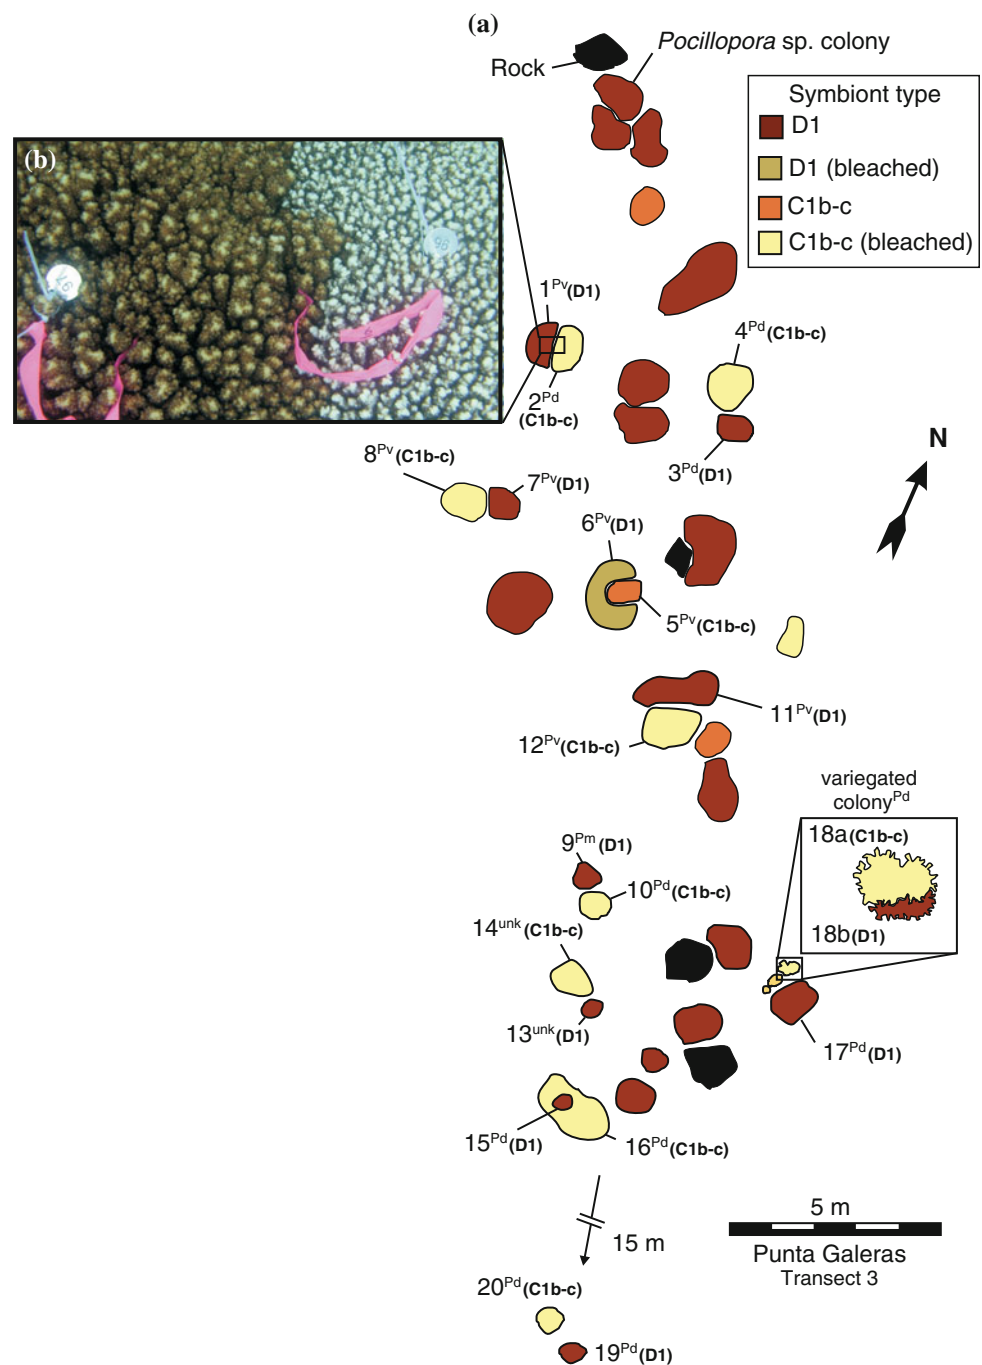 (a)
Pocillopora sp. colony
Rock
Symbiont type
D1
D1 (bleached)
C1b-c
C1b-c (bleached)
(b)
97
98
1Pv(D1)
2Pd
(C1b-c)
4Pd(C1b-c)
3Pd(D1)
N
8Pv(C1b-c)
7Pv(D1)
6Pv(D1)
5Pv(C1b-c)
11Pv(D1)
12Pv(C1b-c)
variegated
colonyPd
18a(C1b-c)
18b(D1)
9Pm(D1)
10Pd(C1b-c)
14unk(C1b-c)
13unk(D1)
17Pd(D1)
15Pd(D1)
16Pd(C1b-c)
15 m
5 m
Punta Galeras
Transect 3
20Pd(C1b-c)
19Pd(D1)